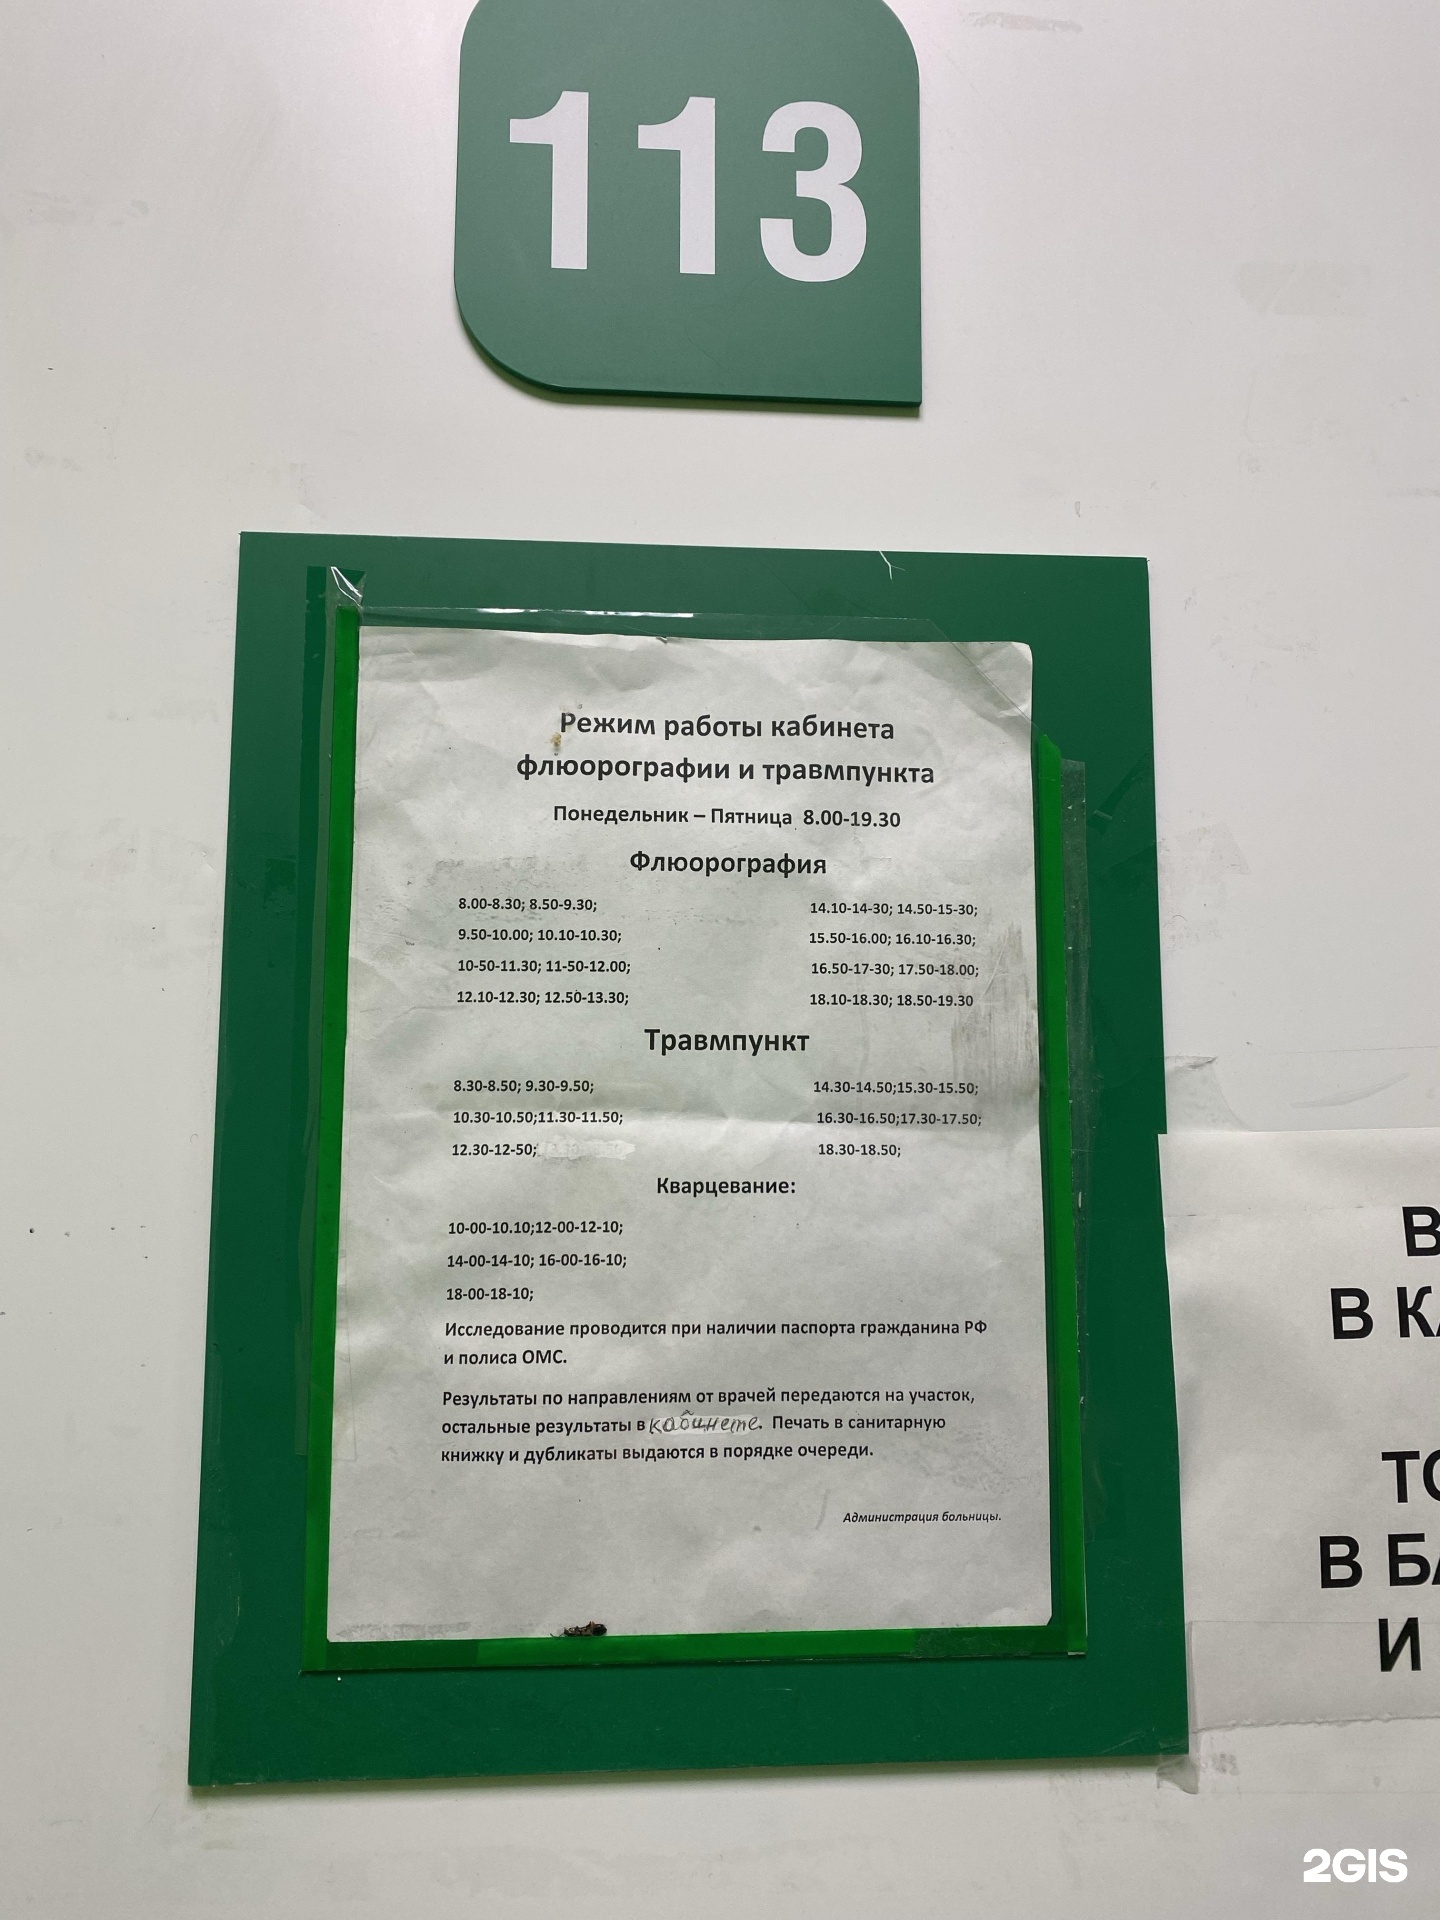 113
Режим работы кабинета
флюорографии и травмпункта
Понедельник – Пятница 8.00-19.30
Флюорография
8.00-8.30; 8.50-9.30; 14.10-14-30; 14.50-15-30;
9.50-10.00; 10.10-10.30; 15.50-16.00; 16.10-16.30;
10-50-11.30; 11-50-12.00; 16.50-17-30; 17.50-18.00;
12.10-12.30; 12.50-13.30; 18.10-18.30; 18.50-19.30
Травмпункт
8.30-8.50; 9.30-9.50; 14.30-14.50;15.30-15.50;
10.30-10.50;11.30-11.50; 16.30-16.50;17.30-17.50;
12.30-12-50; 18.30-18.50;
Кварцевание:
10-00-10.10;12-00-12-10;
14-00-14-10; 16-00-16-10;
18-00-18-10;
Исследование проводится при наличии паспорта гражданина РФ
и полиса ОМС.
Результаты по направлениям от врачей передаются на участок,
остальные результаты в кабинете. Печать в санитарную
книжку и дубликаты выдаются в порядке очереди.
Администрация больницы.
В
В КА
ТО
В БА
И
2GIS